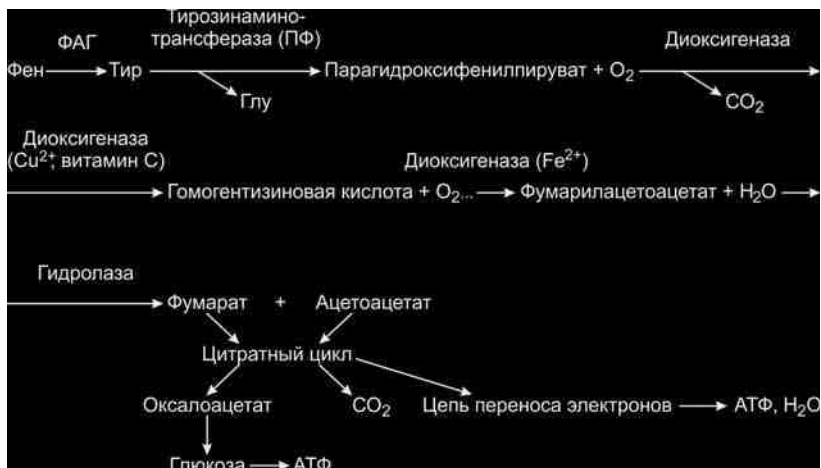 Тирозинамино-
ФАГ трансфераза (ПФ) Диоксигеназа
Фен Тир Парагидроксифенилпируват + O₂
Глу CO₂
Диоксигеназа
(Cu²⁺, витамин C) Диоксигеназа (Fe²⁺)
Гомогентизиновая кислота + O₂... Фумарилацетоацетат + H₂O
Гидролаза
Фумарат + Ацетоацетат
Цитратный цикл
Оксалоацетат CO₂ Цепь переноса электронов АТФ, H₂O
Глюкоза АТФ